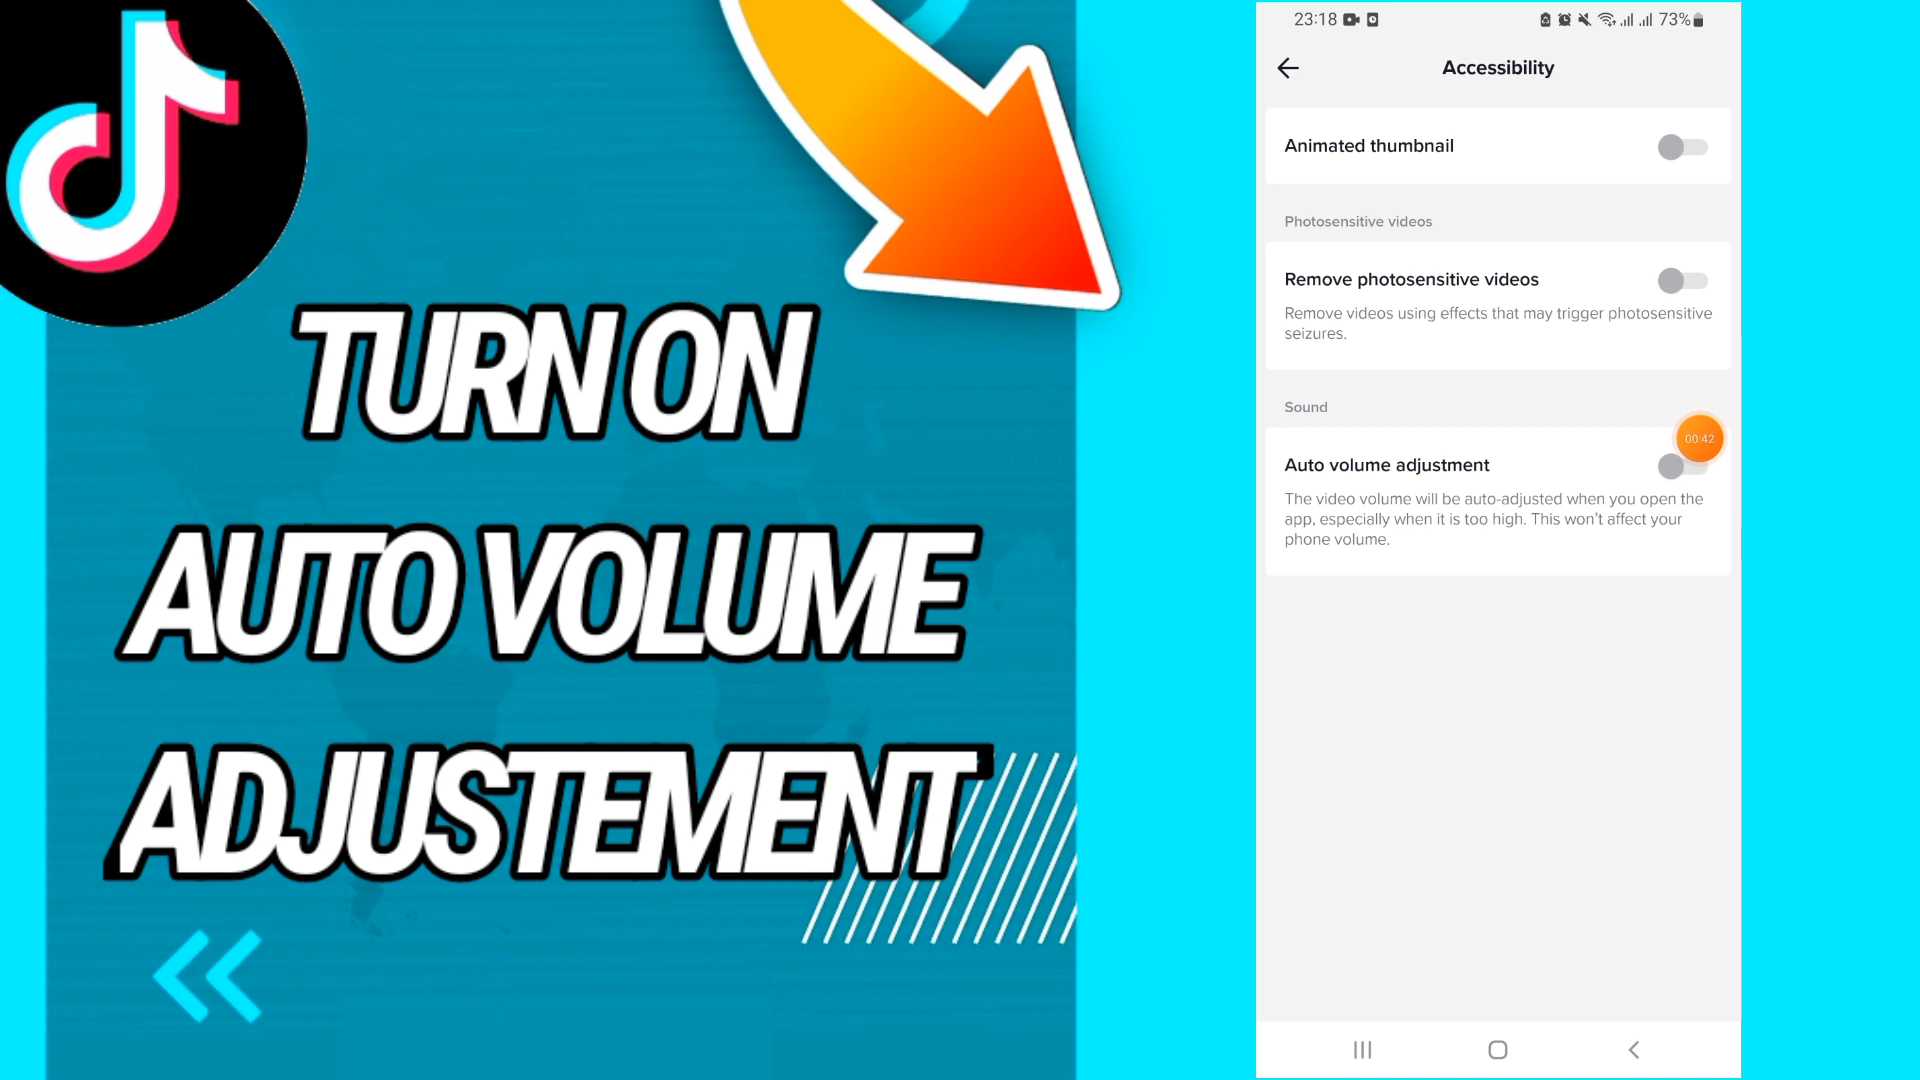 TURN ON
AUTO VOLUME
ADJUSTEMENT
23:18
73%
Accessibility
Animated thumbnail
Photosensitive videos
Remove photosensitive videos
Remove videos using effects that may trigger photosensitive
seizures.
Sound
00:42
Auto volume adjustment
The video volume will be auto-adjusted when you open the
app, especially when it is too high. This won't affect your
phone volume.